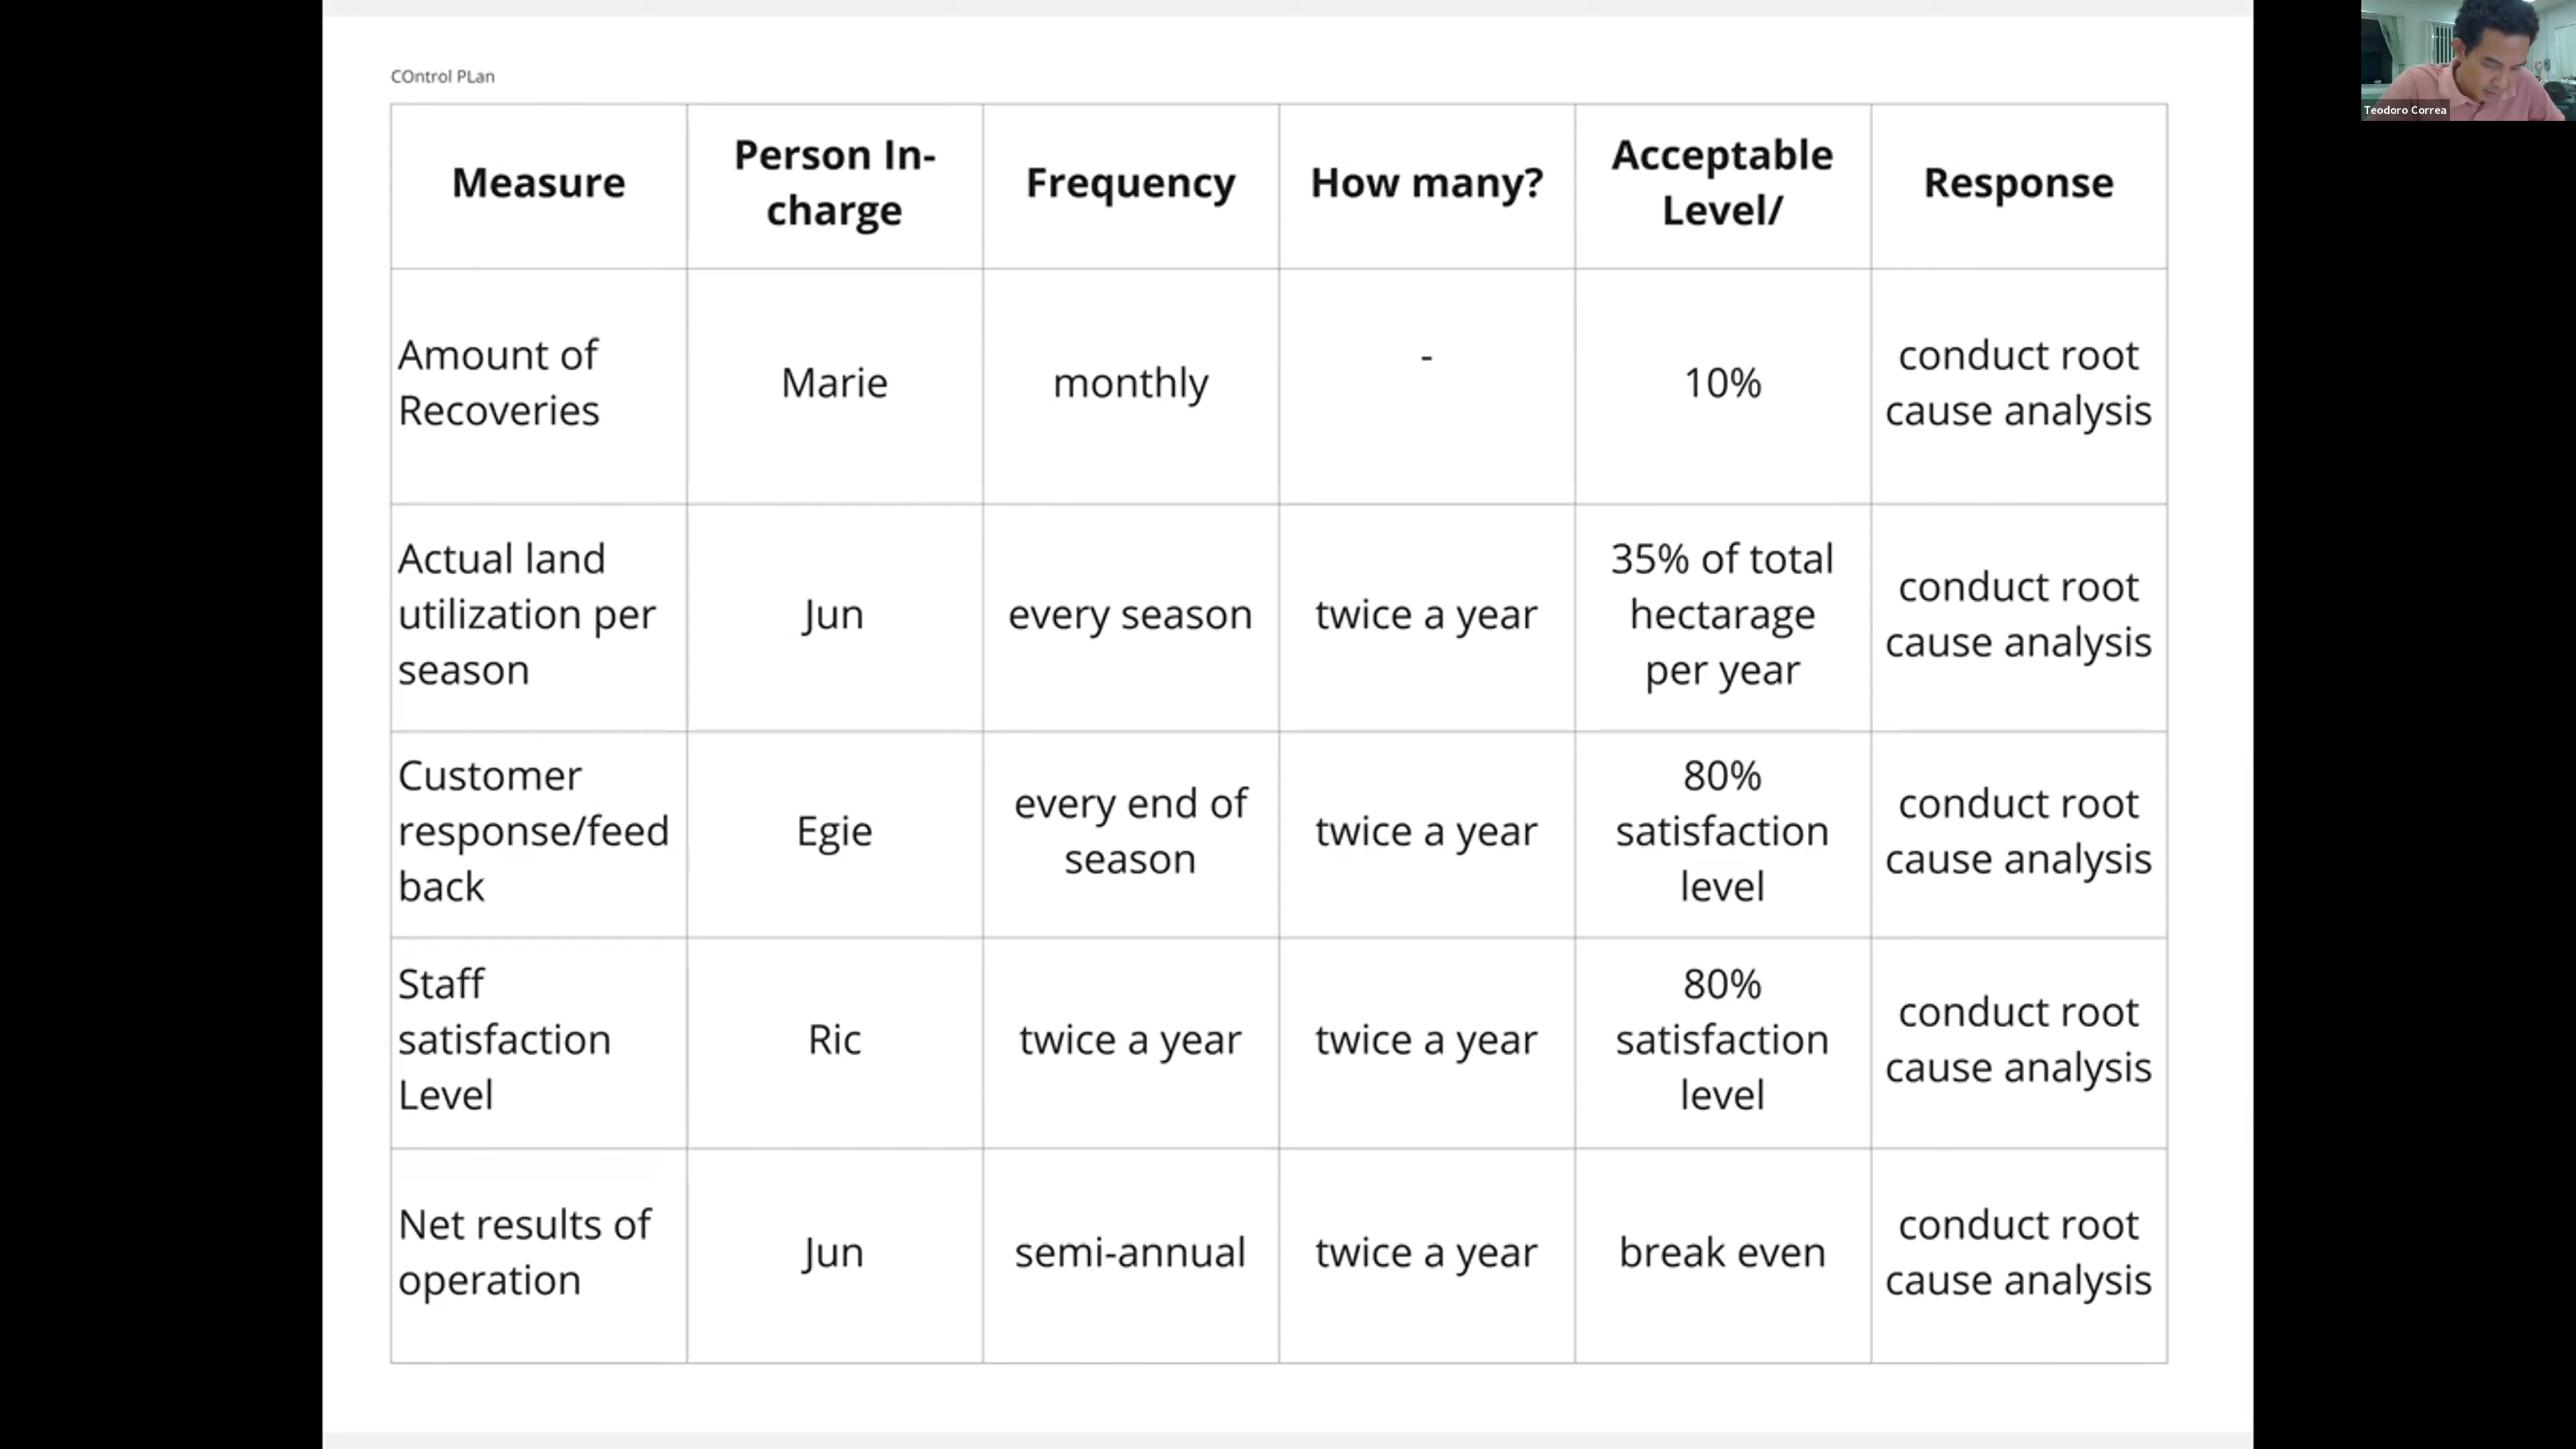 COntrol PLan
Teodoro Correa
Measure
Person In-
charge
Frequency
How many?
Acceptable
Level/
Response
Amount of
Recoveries
Marie
monthly
-
10%
conduct root
cause analysis
Actual land
utilization per
season
Jun
every season
twice a year
35% of total
hectarage
per year
conduct root
cause analysis
Customer
response/feed
back
Egie
every end of
season
twice a year
80%
satisfaction
level
conduct root
cause analysis
Staff
satisfaction
Level
Ric
twice a year
twice a year
80%
satisfaction
level
conduct root
cause analysis
Net results of
operation
Jun
semi-annual
twice a year
break even
conduct root
cause analysis